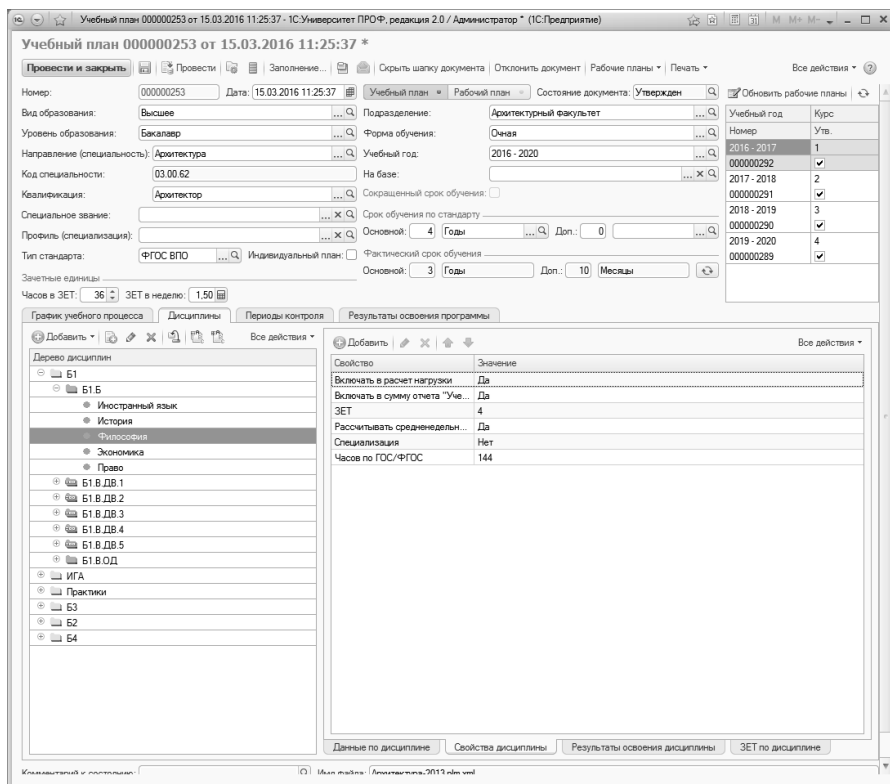 Учебный план 000000253 от 15.03.2016 11:25:37 - 1С:Университет ПРОФ, редакция 2.0 / Администратор * (1С:Предприятие) M M+ M-
Учебный план 000000253 от 15.03.2016 11:25:37 *
Провести и закрыть Провести Заполнение... Скрыть шапку документа Отклонить документ Рабочие планы Печать Все действия
Номер: 000000253 Дата: 15.03.2016 11:25:37 Учебный план Рабочий план Состояние документа: Утвержден Обновить рабочие планы
Вид образования: Высшее Подразделение: Архитектурный факультет Учебный год Курс
Уровень образования: Бакалавр Форма обучения: Очная Номер Утв.
Направление (специальность): Архитектура Учебный год: 2016 - 2020 2016 - 2017 1
000000292
Код специальности: 03.00.62 На базе: 2017 - 2018 2
Квалификация: Архитектор Сокращенный срок обучения: 000000291
Специальное звание: Срок обучения по стандарту 2018 - 2019 3
Профиль (специализация): Основной: 4 Годы Доп.: 0 000000290
2019 - 2020 4
Тип стандарта: ФГОС ВПО Индивидуальный план: Фактический срок обучения 000000289
Зачетные единицы Основной: 3 Годы Доп.: 10 Месяцы
Часов в ЗЕТ: 36 ЗЕТ в неделю: 1,50
График учебного процесса Дисциплины Периоды контроля Результаты освоения программы
Добавить Все действия
Дерево дисциплин
Б1
Б1.Б
Иностранный язык
История
Философия
Экономика
Право
Б1.В.ДВ.1
Б1.В.ДВ.2
Б1.В.ДВ.3
Б1.В.ДВ.4
Б1.В.ДВ.5
Б1.В.ОД
ИГА
Практики
Б3
Б2
Б4
Добавить Все действия
Свойство Значение
Включать в расчет нагрузки Да
Включать в сумму отчета "Уче... Да
ЗЕТ 4
Рассчитывать средненедельн... Да
Специализация Нет
Часов по ГОС/ФГОС 144
Данные по дисциплине Свойства дисциплины Результаты освоения дисциплины ЗЕТ по дисциплине
Комментарий к состоянию: Имя файла: Архитектура-2013.plm.xml